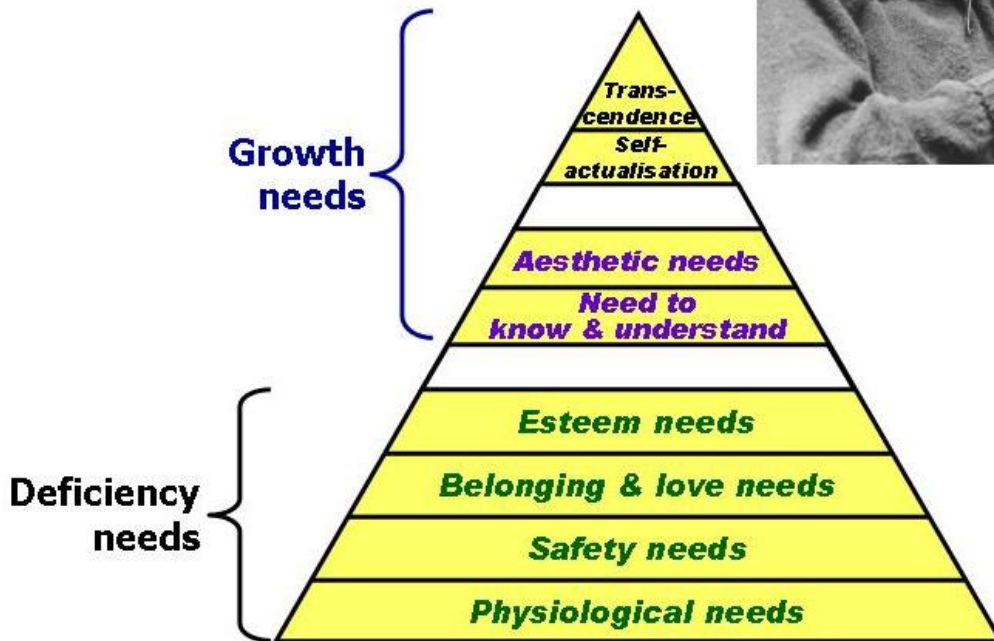 Trans-
cendence
Self-
actualisation
Growth
needs
Aesthetic needs
Need to
know & understand
Esteem needs
Belonging & love needs
Deficiency
needs
Safety needs
Physiological needs